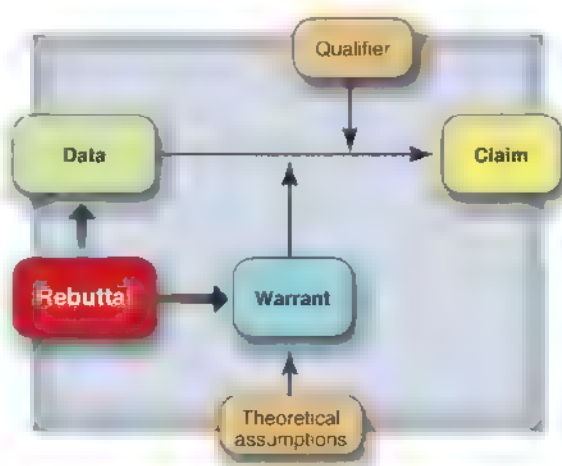 Qualifier
Data
Claim
Rebuttal
Warrant
Theoretical
assumptions